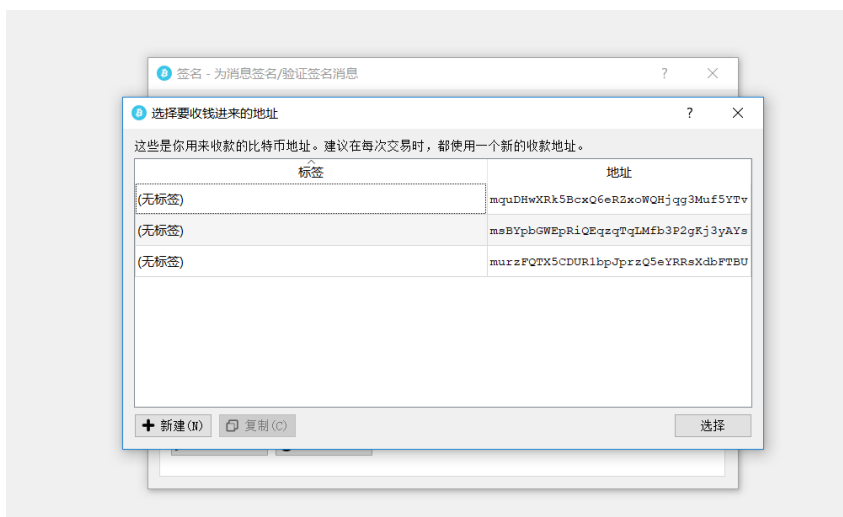 签名 - 为消息签名/验证签名消息
选择要收钱进来的地址
这些是你用来收款的比特币地址。建议在每次交易时，都使用一个新的收款地址。
标签 地址
(无标签) mquDHwXRk5BcxQ6eRZxoWQHjqg3Muf5YTv
(无标签) msBYpbGWEpRiQEqzqTqLMfb3P2gKj3yAYs
(无标签) murzFQTX5CDUR1bpJprzQ5eYRRsXdbFTBU
新建(N) 复制(C) 选择